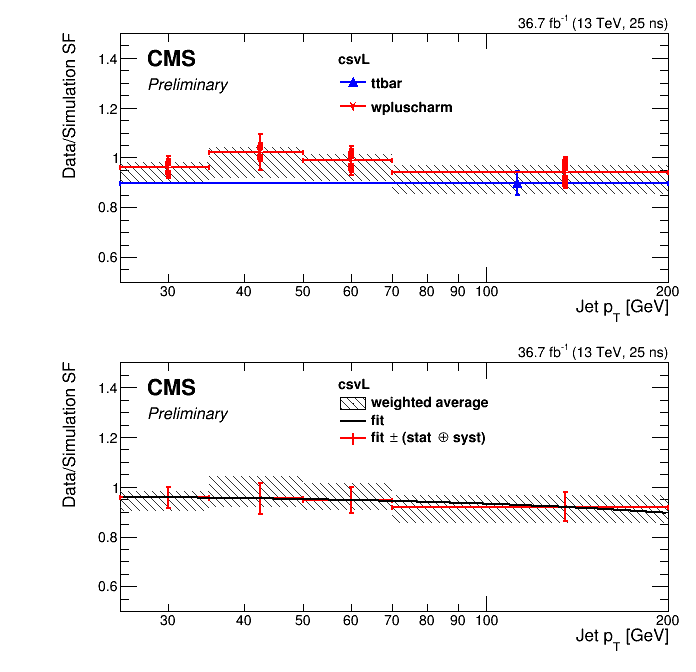 36.7 fb⁻¹ (13 TeV, 25 ns)
Data/Simulation SF
CMS
Preliminary
csvL
ttbar
wpluscharm
1.4
1.2
1
0.8
0.6
30 40 50 60 70 80 90 100 200
Jet p_T [GeV]
36.7 fb⁻¹ (13 TeV, 25 ns)
Data/Simulation SF
CMS
Preliminary
csvL
weighted average
fit
fit ± (stat ⊕ syst)
1.4
1.2
1
0.8
0.6
30 40 50 60 70 80 90 100 200
Jet p_T [GeV]